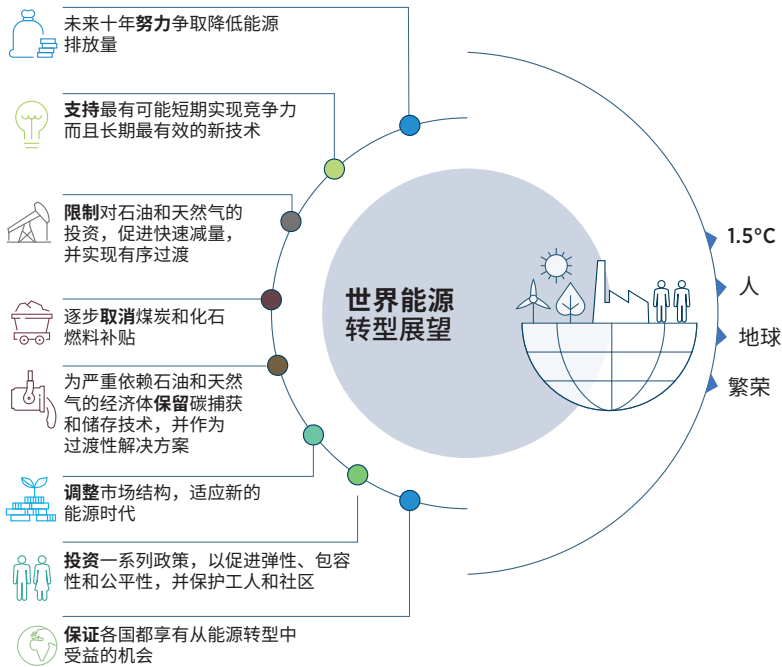 未来十年努力争取降低能源
排放量
支持最有可能短期实现竞争力
而且长期最有效的新技术
限制对石油和天然气的
投资，促进快速减量，
并实现有序过渡
逐步取消煤炭和化石
燃料补贴
为严重依赖石油和天然
气的经济体保留碳捕获
和储存技术，并作为
过渡性解决方案
调整市场结构，适应新的
能源时代
投资一系列政策，以促进弹性、包容
性和公平性，并保护工人和社区
保证各国都享有从能源转型中
受益的机会
世界能源
转型展望
1.5°C
人
地球
繁荣